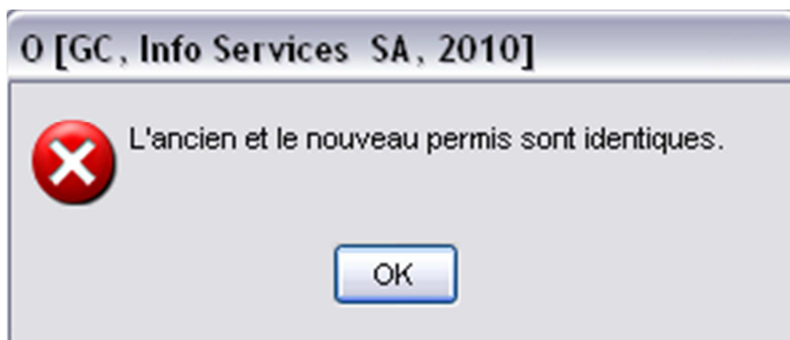 O [GC, Info Services SA, 2010]
L'ancien et le nouveau permis sont identiques.
OK